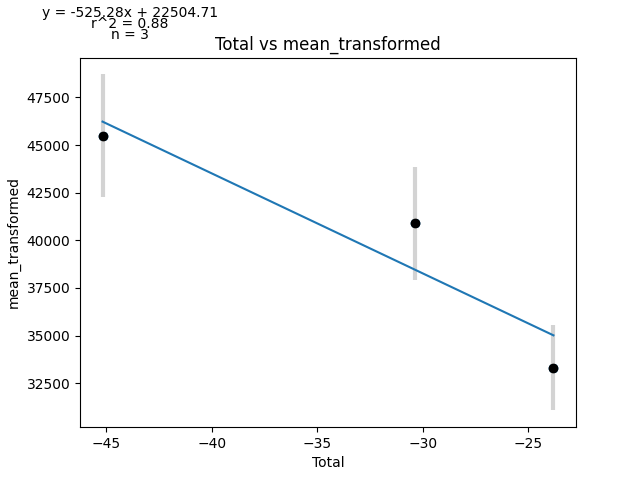 y = -525.28x + 22504.71
r^2 = 0.88
n = 3
Total vs mean_transformed
47500
45000
42500
40000
37500
35000
32500
mean_transformed
−45
−40
−35
−30
−25
Total